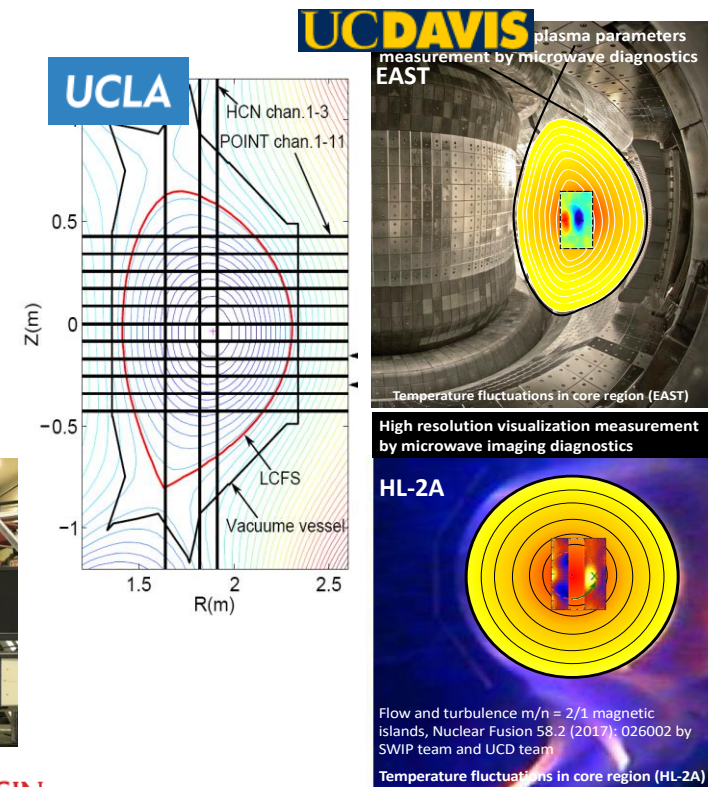 UCDAVIS
plasma parameters
measurement by microwave diagnostics
EAST
UCLA
HCN chan.1-3
POINT chan.1-11
0.5
0
−0.5
−1
Z(m)
LCFS
Vacuume vessel
1.5
2
2.5
R(m)
Temperature fluctuations in core region (EAST)
High resolution visualization measurement
by microwave imaging diagnostics
HL-2A
Flow and turbulence m/n = 2/1 magnetic
islands, Nuclear Fusion 58.2 (2017): 026002 by
SWIP team and UCD team
Temperature fluctuations in core region (HL-2A)